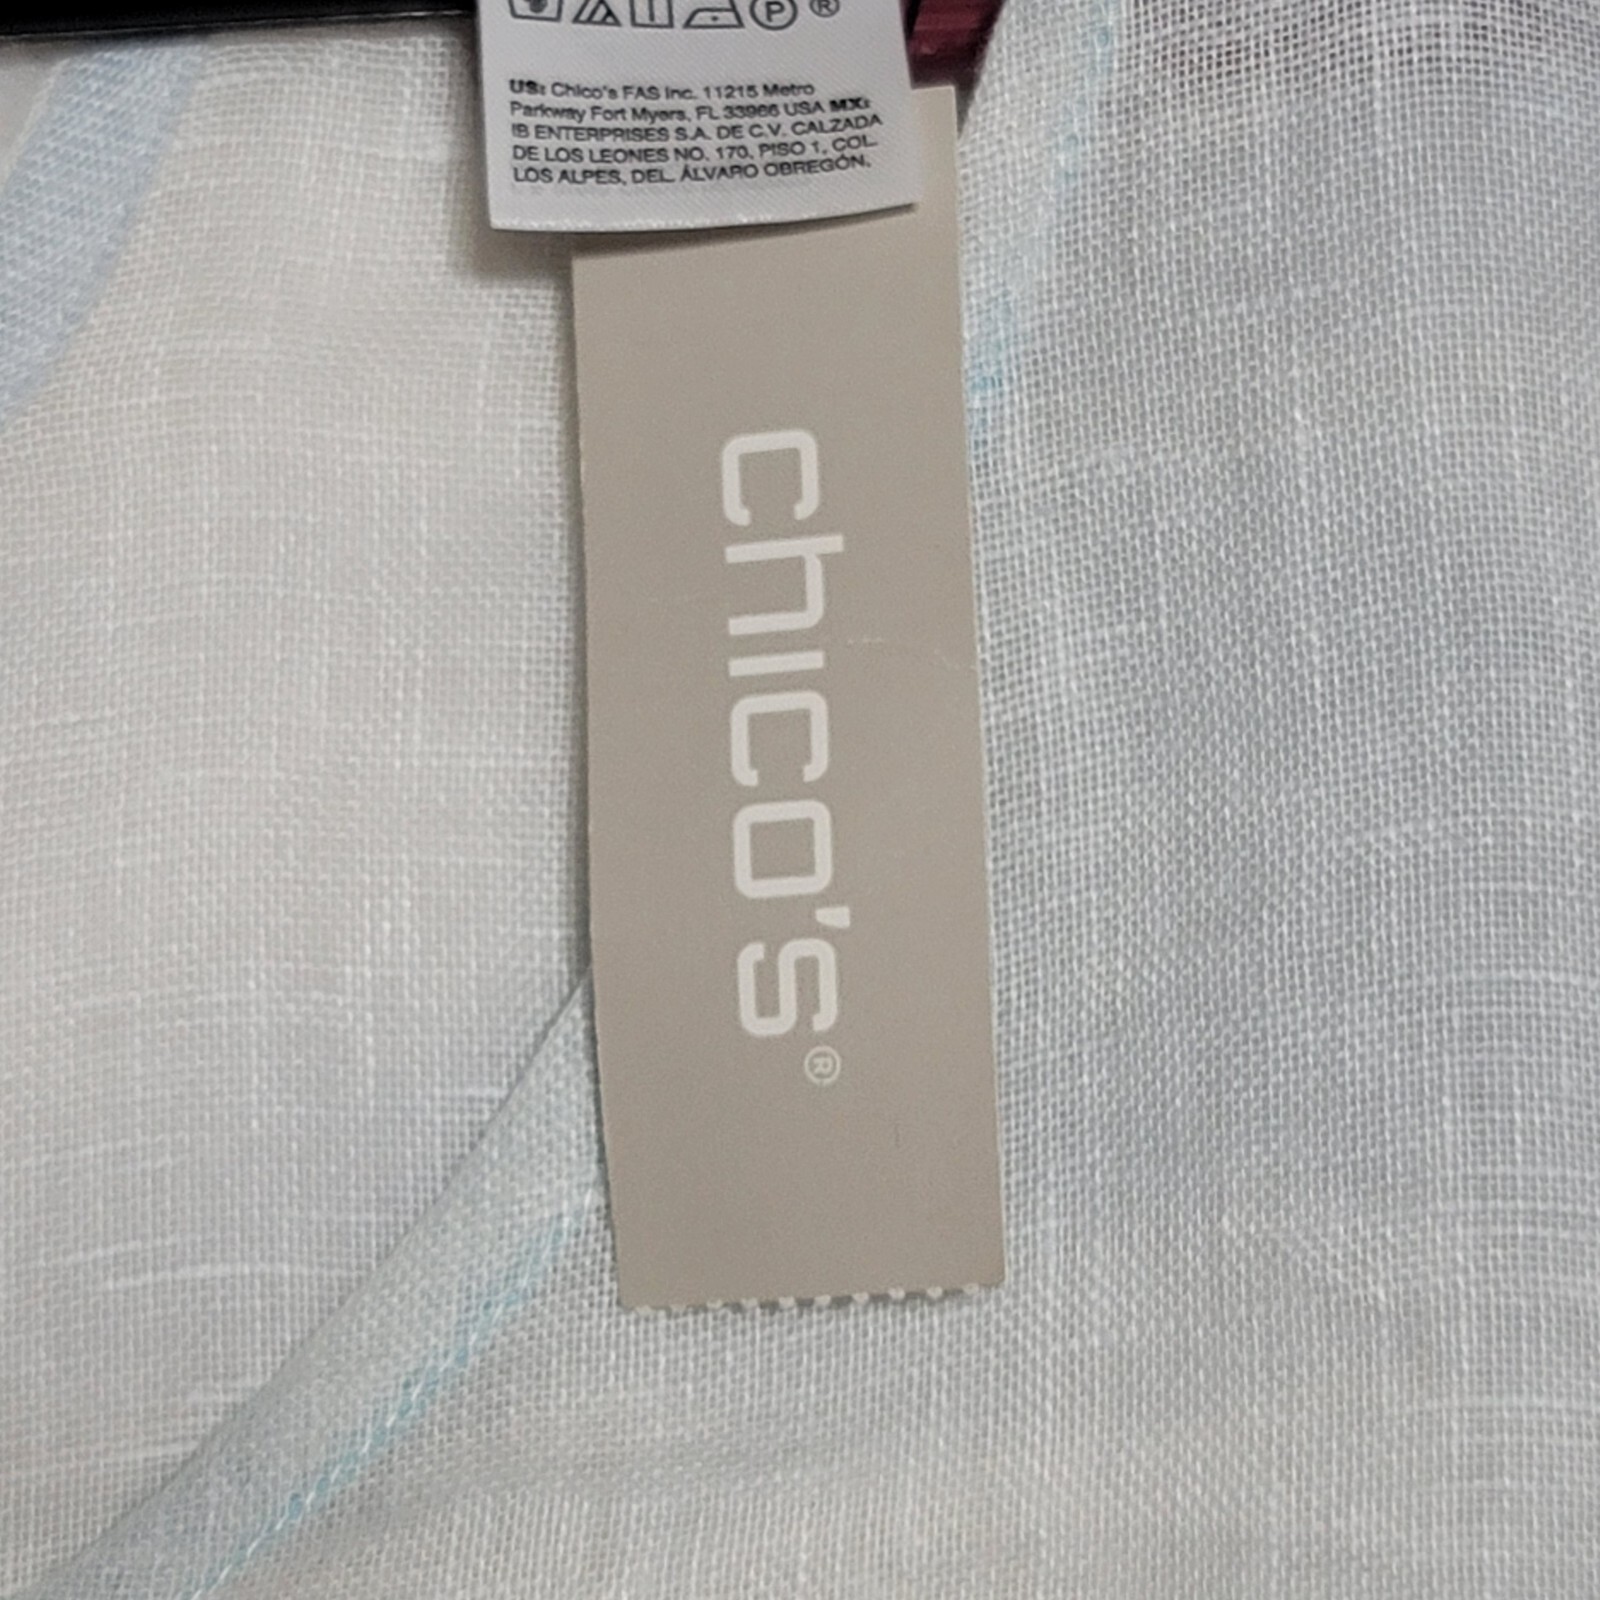 P ®
US: Chico's FAS Inc. 11215 Metro
Parkway Fort Myers, FL 33966 USA MX:
IB ENTERPRISES S.A. DE C.V. CALZADA
DE LOS LEONES NO. 170, PISO 1, COL.
LOS ALPES, DEL. ÁLVARO OBREGÓN,
chico's®